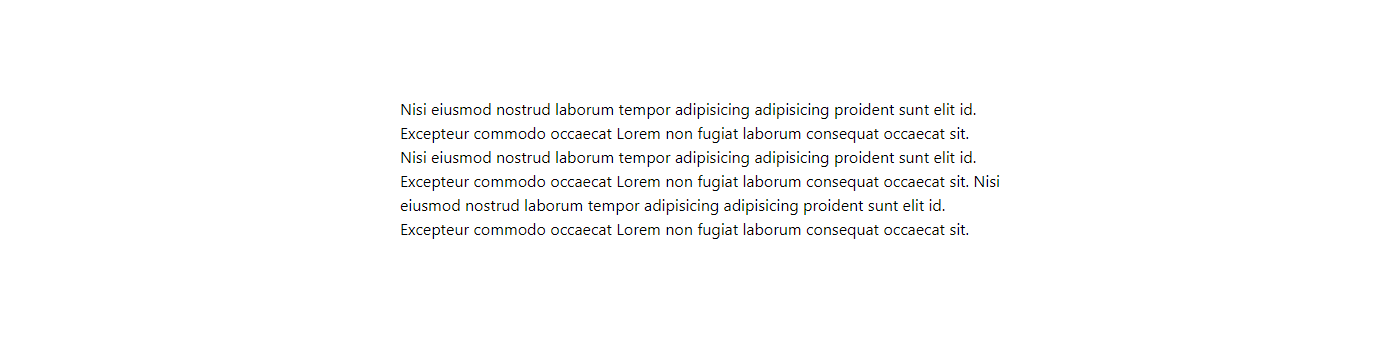 Nisi eiusmod nostrud laborum tempor adipisicing adipisicing proident sunt elit id.
Excepteur commodo occaecat Lorem non fugiat laborum consequat occaecat sit.
Nisi eiusmod nostrud laborum tempor adipisicing adipisicing proident sunt elit id.
Excepteur commodo occaecat Lorem non fugiat laborum consequat occaecat sit. Nisi
eiusmod nostrud laborum tempor adipisicing adipisicing proident sunt elit id.
Excepteur commodo occaecat Lorem non fugiat laborum consequat occaecat sit.